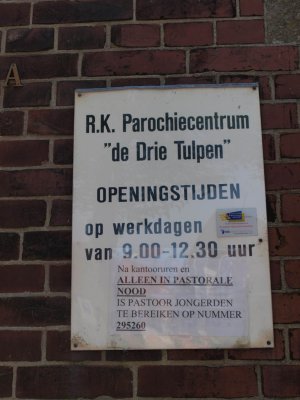 A
R.K. Parochiecentrum
"de Drie Tulpen"
OPENINGSTIJDEN
op werkdagen
van 9.00-12.30 uur
Na kantooruren en
ALLEEN IN PASTORALE
NOOD
IS PASTOOR JONGERDEN
TE BEREIKEN OP NUMMER
295260